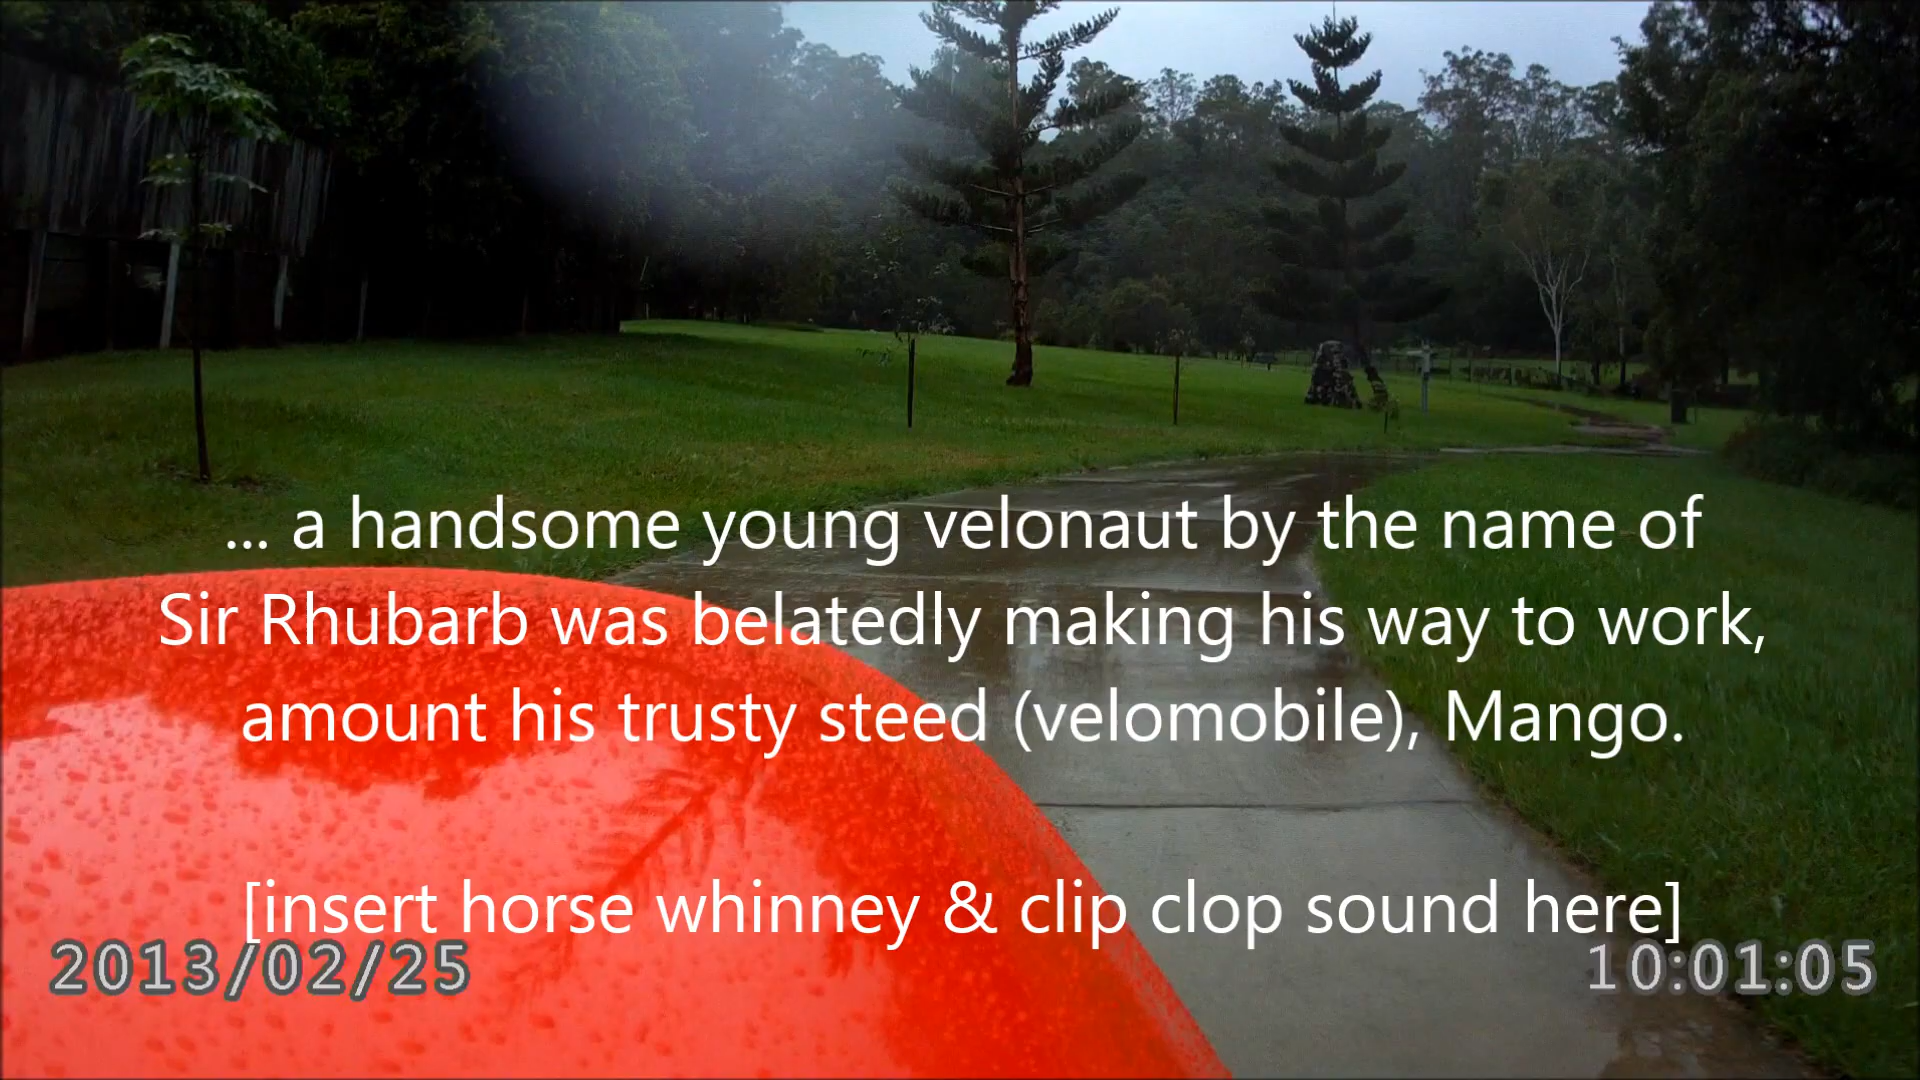 ... a handsome young velonaut by the name of
Sir Rhubarb was belatedly making his way to work,
amount his trusty steed (velomobile), Mango.
[insert horse whinney & clip clop sound here]
2013/02/25
10:01:05